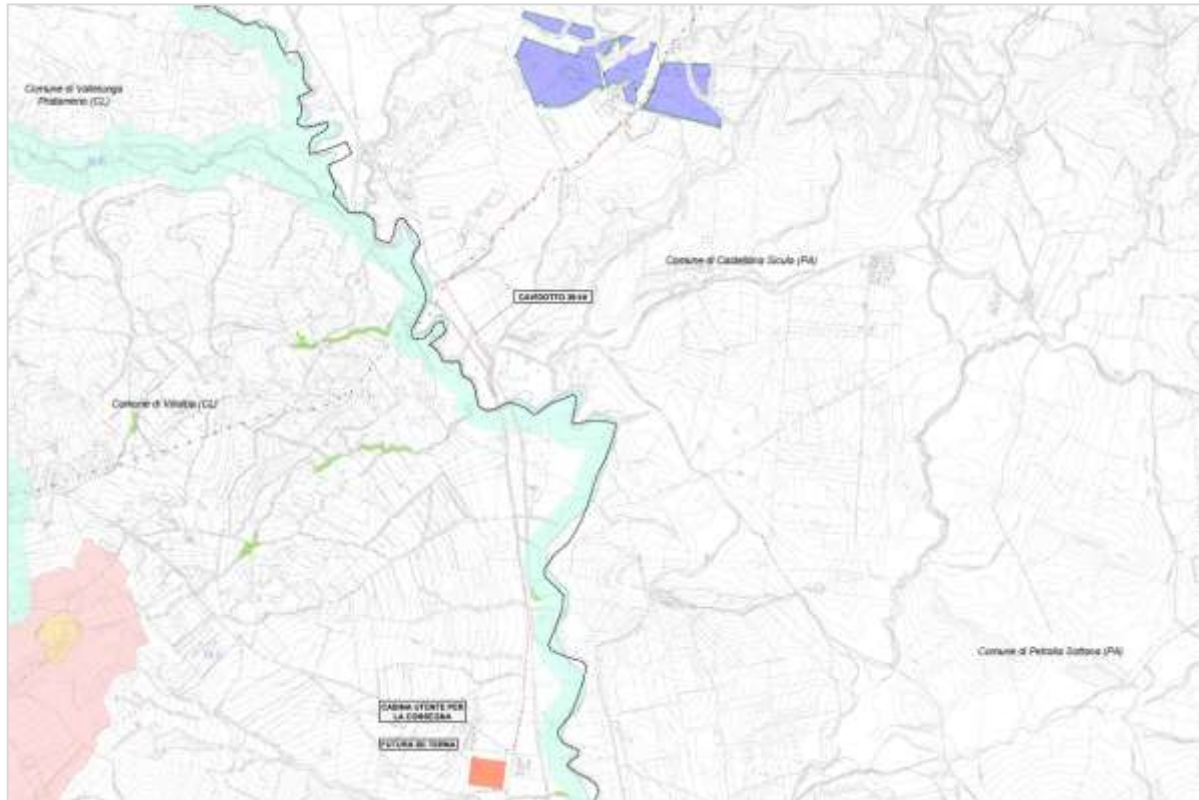 Comune di Vallelunga
Pratameno (CL)
Comune di Castellana Sicula (PA)
CAVIDOTTO 36 kV
Comune di Villalba (CL)
Comune di Petralia Sottana (PA)
CABINA UTENTE PER
LA CONSEGNA
FUTURA SE TERNA